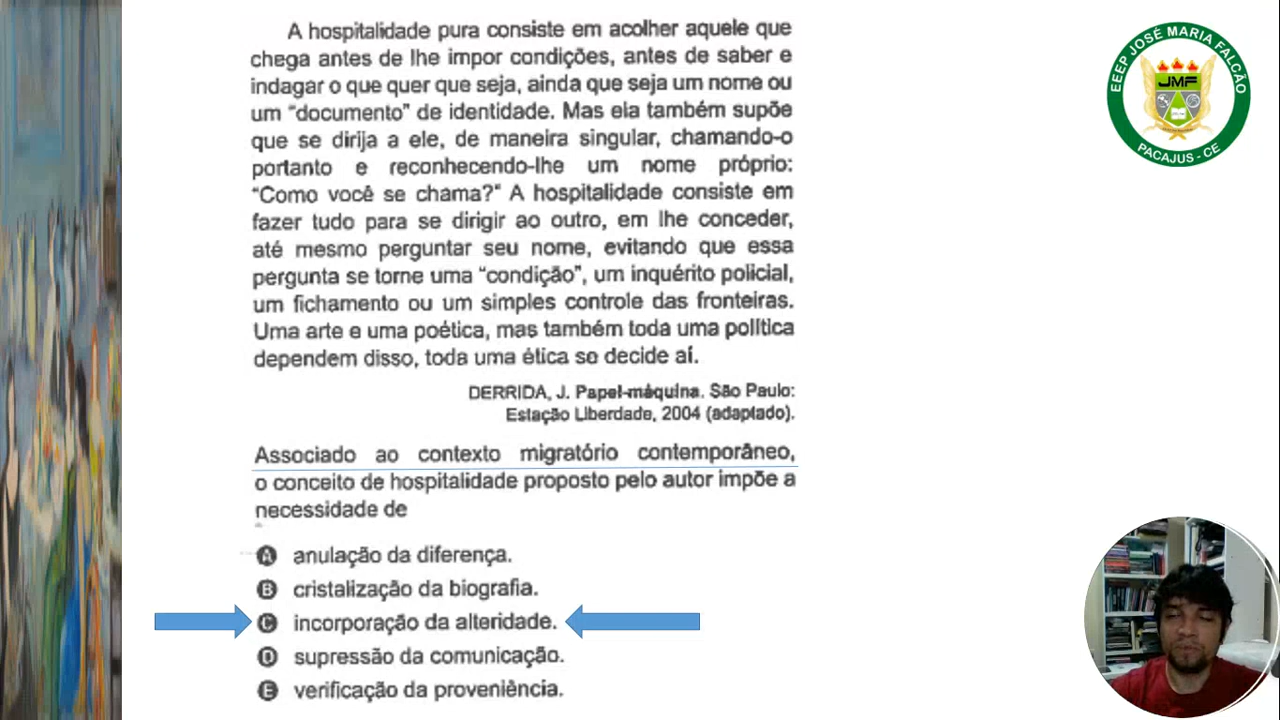 A hospitalidade pura consiste em acolher aquele que
chega antes de lhe impor condições, antes de saber e
indagar o que quer que seja, ainda que seja um nome ou
um "documento" de identidade. Mas ela também supõe
que se dirija a ele, de maneira singular, chamando-o
portanto e reconhecendo-lhe um nome próprio:
"Como você se chama?" A hospitalidade consiste em
fazer tudo para se dirigir ao outro, em lhe conceder,
até mesmo perguntar seu nome, evitando que essa
pergunta se torne uma "condição", um inquérito policial,
um fichamento ou um simples controle das fronteiras.
Uma arte e uma poética, mas também toda uma política
dependem disso, toda uma ética se decide aí.
DERRIDA, J. Papel-máquina. São Paulo:
Estação Liberdade, 2004 (adaptado).
Associado ao contexto migratório contemporâneo,
o conceito de hospitalidade proposto pelo autor impõe a
necessidade de
A anulação da diferença.
B cristalização da biografia.
C incorporação da alteridade.
D supressão da comunicação.
E verificação da proveniência.
EEEP JOSÉ MARIA FALCÃO
JMF
PACAJUS - CE